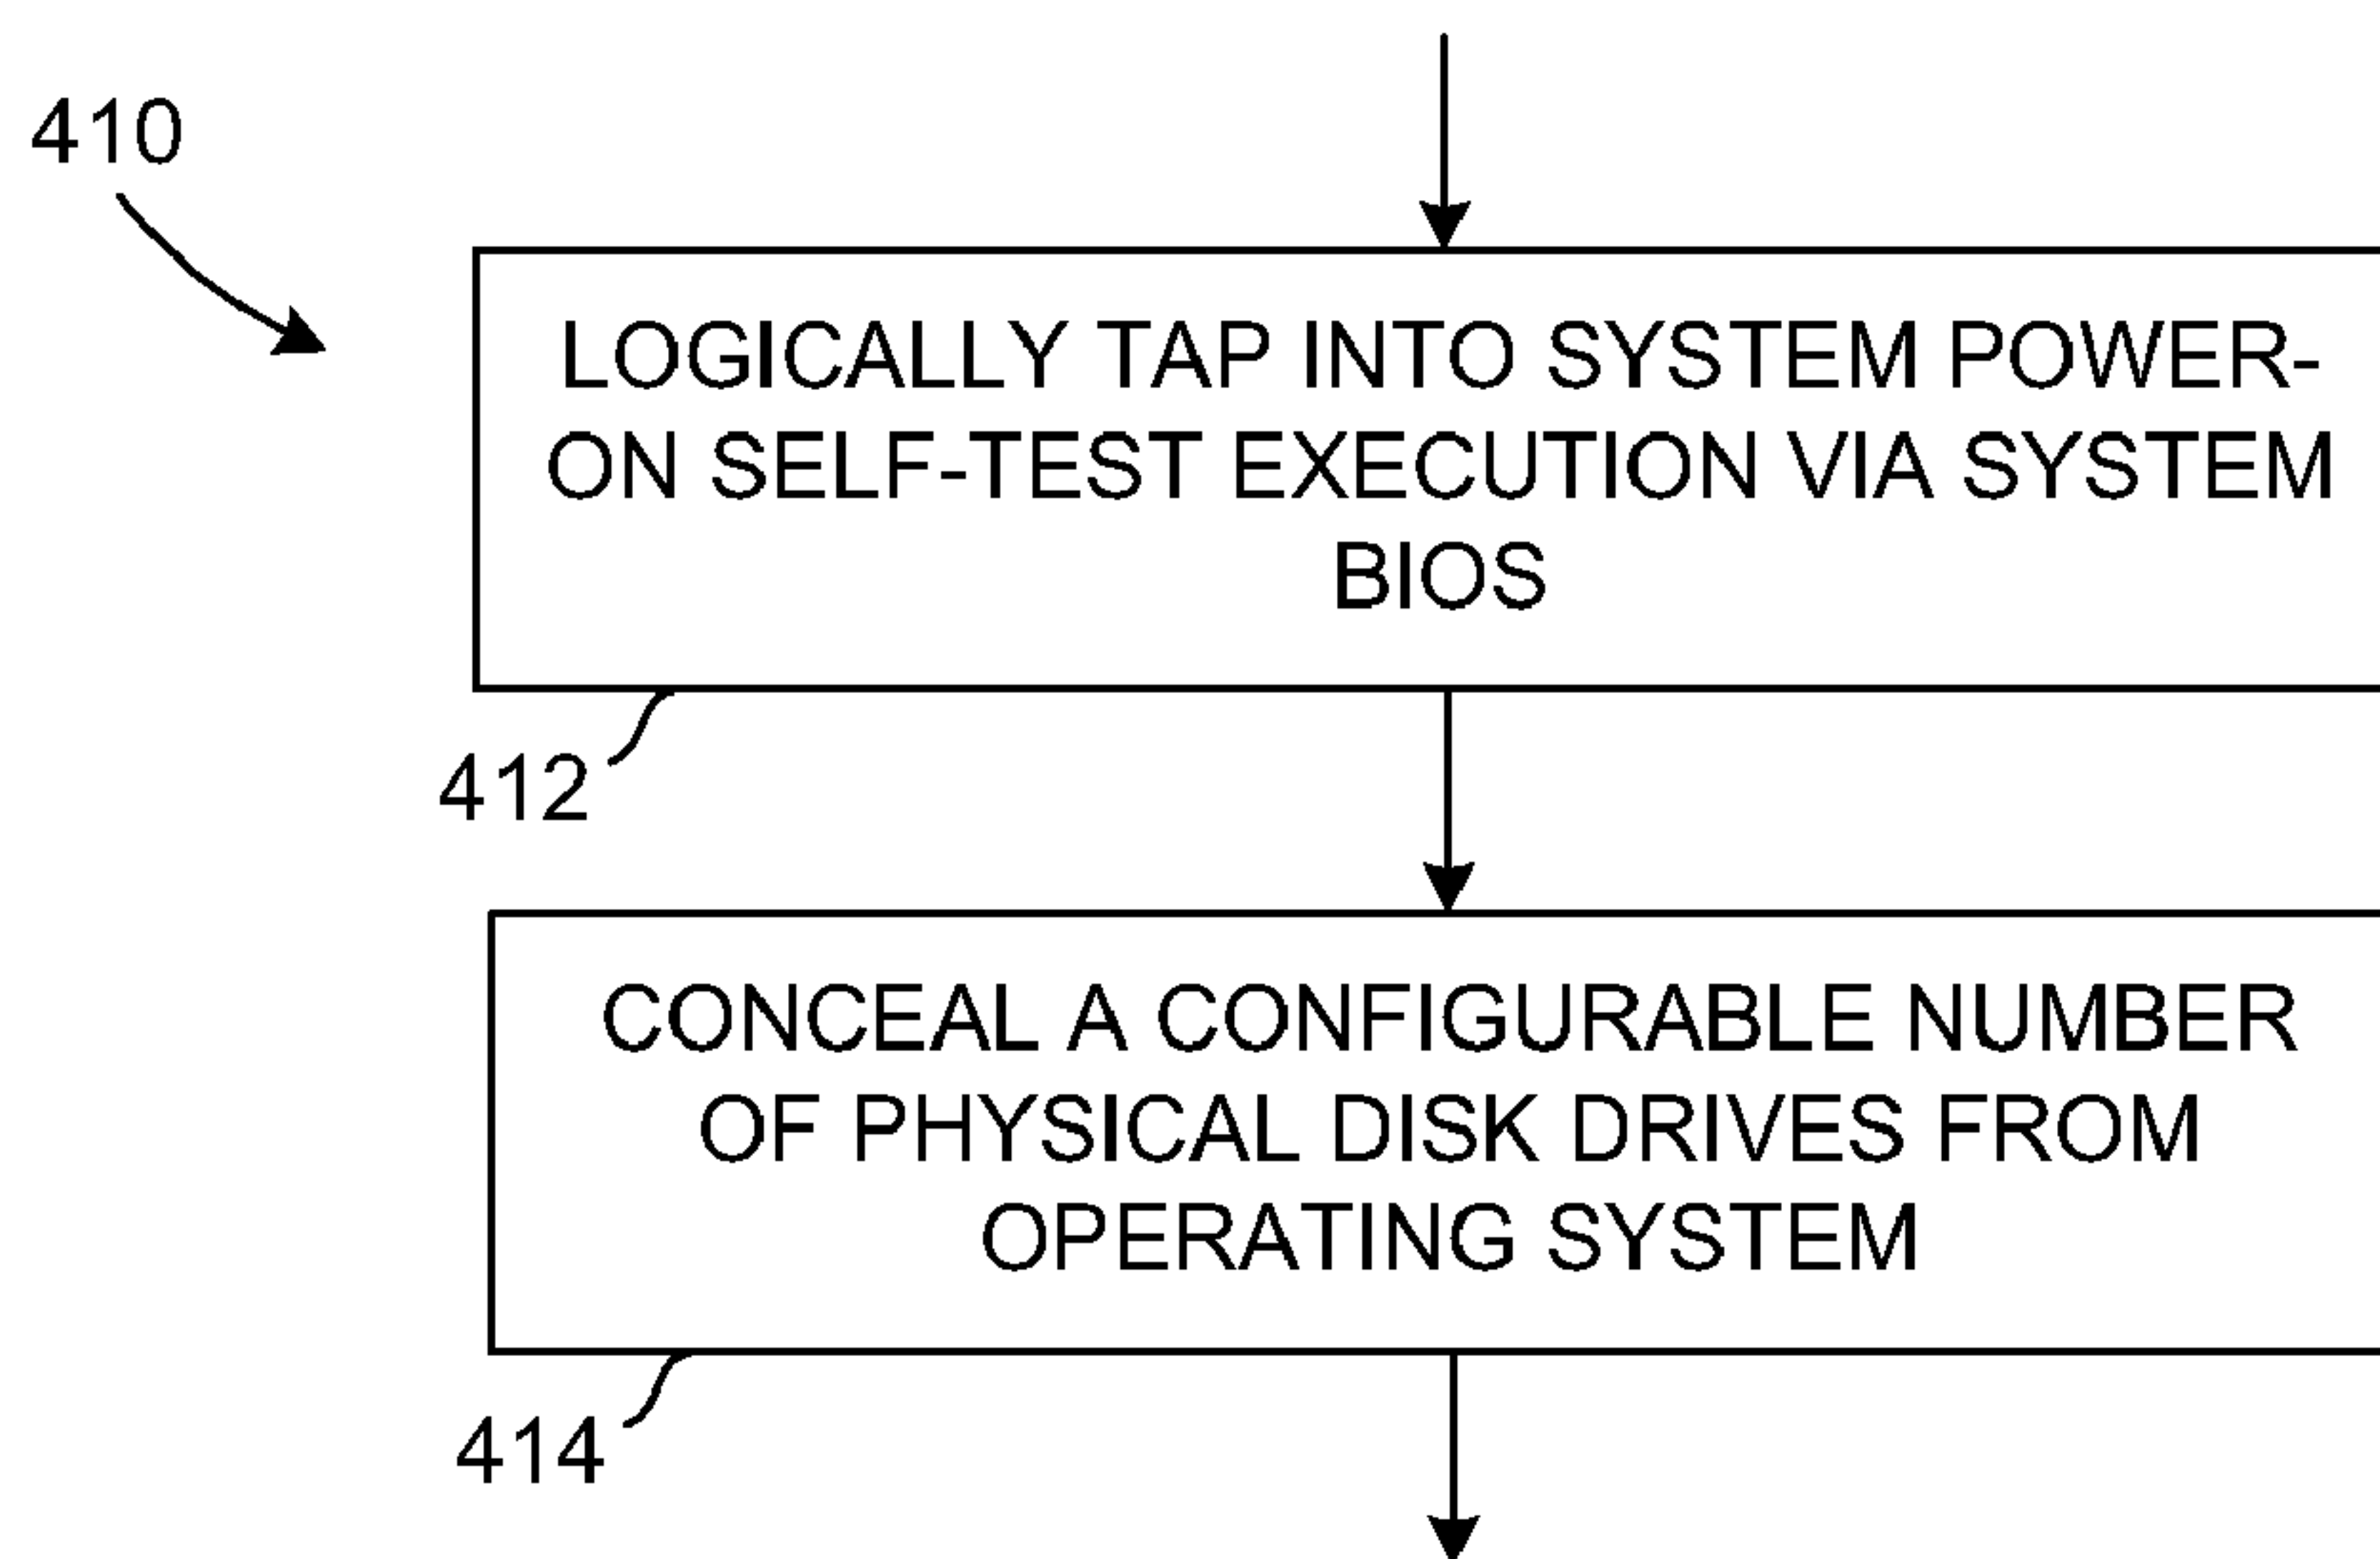 410
LOGICALLY TAP INTO SYSTEM POWER-
ON SELF-TEST EXECUTION VIA SYSTEM
BIOS
412
CONCEAL A CONFIGURABLE NUMBER
OF PHYSICAL DISK DRIVES FROM
OPERATING SYSTEM
414